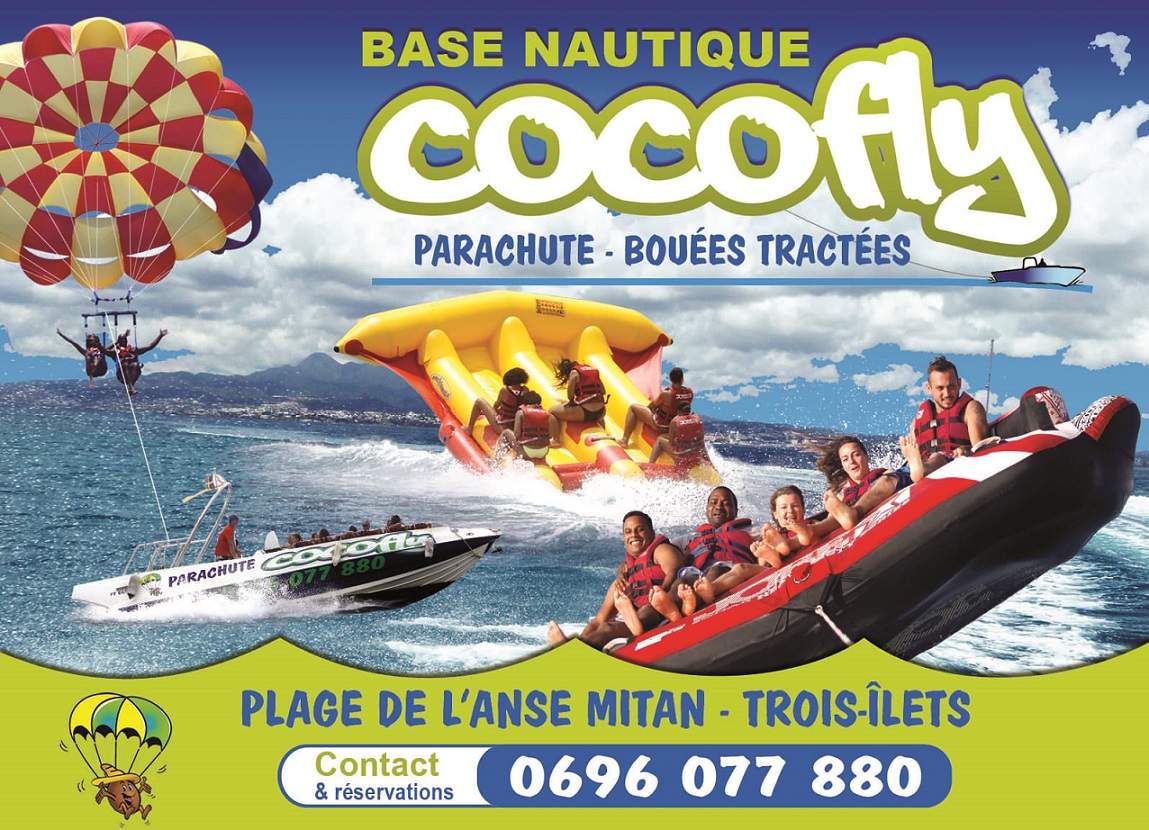 BASE NAUTIQUE
cocofly
PARACHUTE - BOUÉES TRACTÉES
PARACHUTE cocofly
077 880
PLAGE DE L'ANSE MITAN - TROIS-ÎLETS
Contact
& réservations
0696 077 880